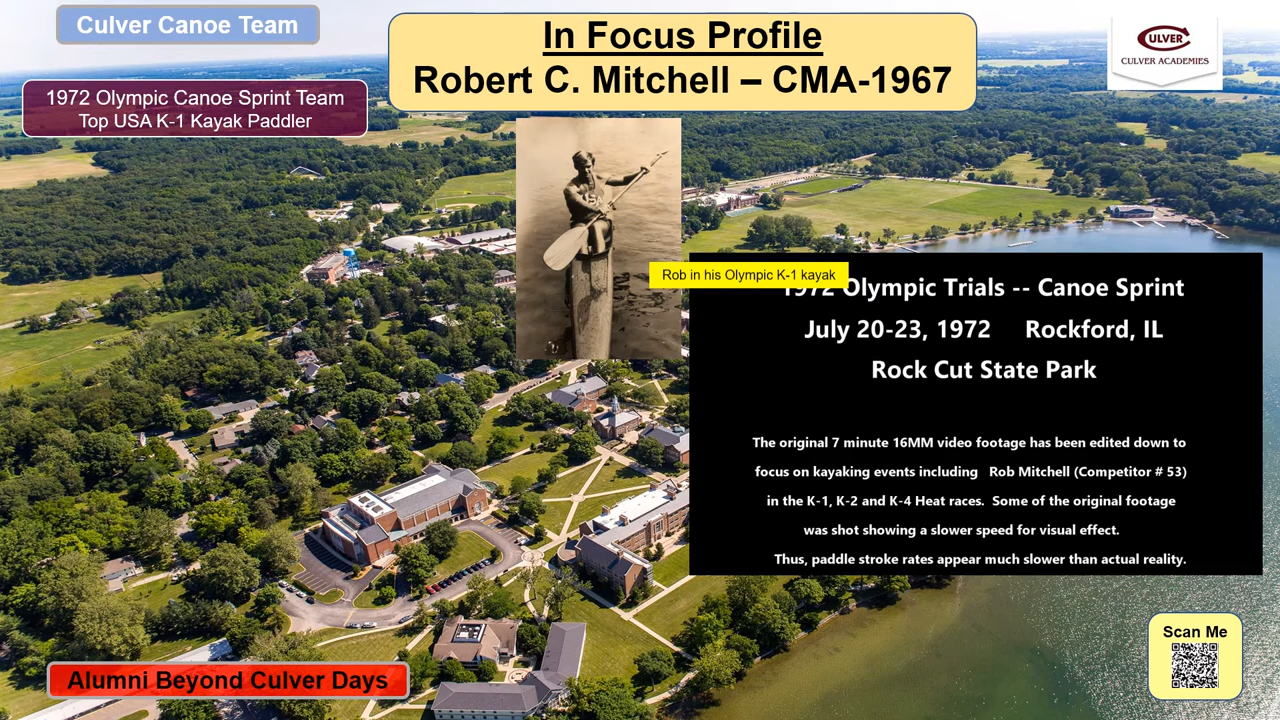 Culver Canoe Team
In Focus Profile
Robert C. Mitchell – CMA-1967
CULVER
CULVER ACADEMIES
1972 Olympic Canoe Sprint Team
Top USA K-1 Kayak Paddler
Rob in his Olympic K-1 kayak
1972 Olympic Trials -- Canoe Sprint
July 20-23, 1972 Rockford, IL
Rock Cut State Park
The original 7 minute 16MM video footage has been edited down to
focus on kayaking events including Rob Mitchell (Competitor # 53)
in the K-1, K-2 and K-4 Heat races. Some of the original footage
was shot showing a slower speed for visual effect.
Thus, paddle stroke rates appear much slower than actual reality.
Scan Me
Alumni Beyond Culver Days